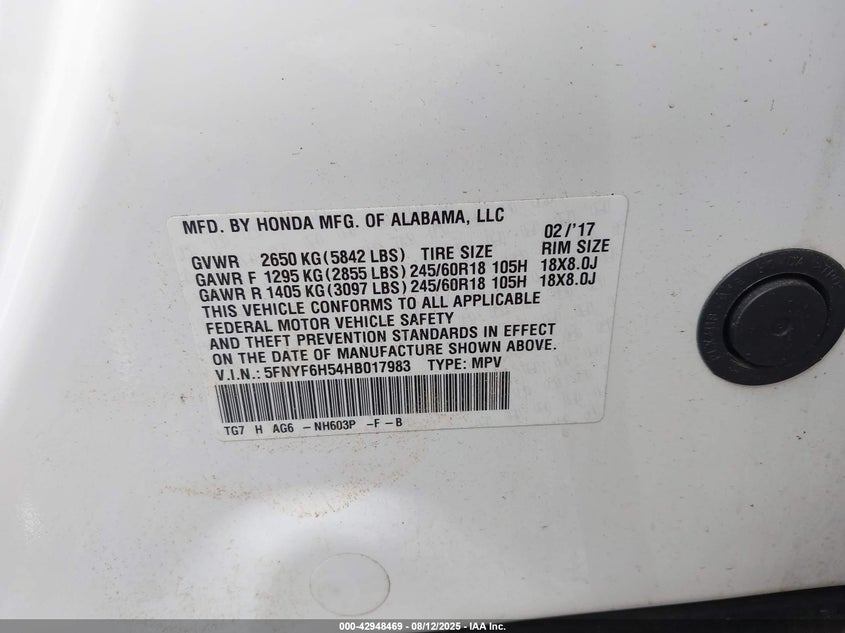 MFD. BY HONDA MFG. OF ALABAMA, LLC 02/'17
GVWR 2650 KG(5842 LBS) TIRE SIZE RIM SIZE
GAWR F 1295 KG(2855 LBS) 245/60R18 105H 18X8.0J
GAWR R 1405 KG(3097 LBS) 245/60R18 105H 18X8.0J
THIS VEHICLE CONFORMS TO ALL APPLICABLE
FEDERAL MOTOR VEHICLE SAFETY
AND THEFT PREVENTION STANDARDS IN EFFECT
ON THE DATE OF MANUFACTURE SHOWN ABOVE.
V.I.N.: 5FNYF6H54HB017983 TYPE: MPV
TG7 H AG6 -NH603P -F-B
000-42948469 - 08/12/2025 - IAA Inc.